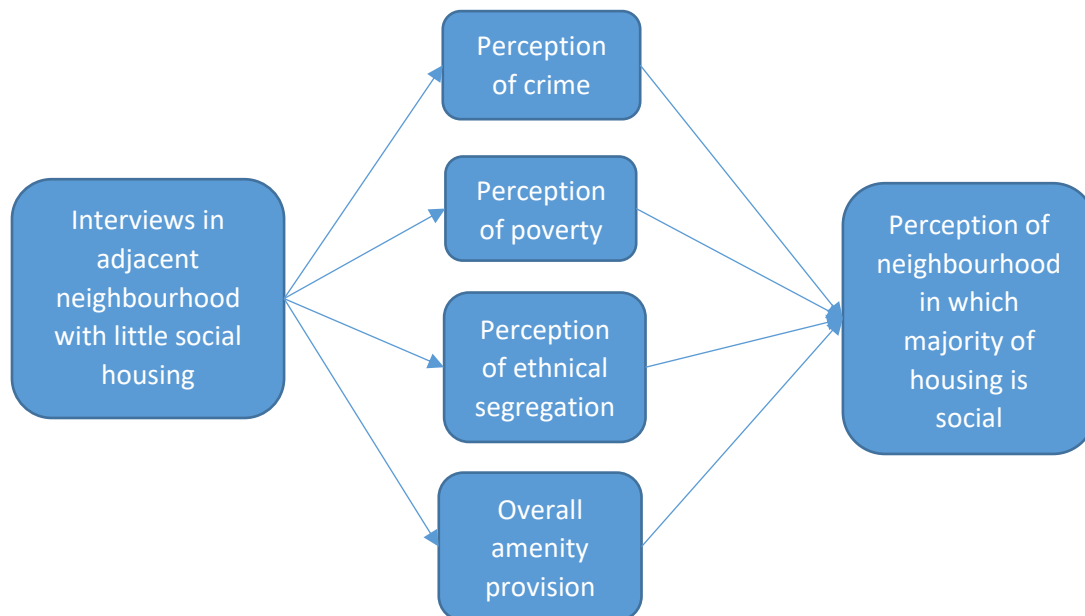 Interviews in
adjacent
neighbourhood
with little social
housing
Perception
of crime
Perception
of poverty
Perception
of ethnical
segregation
Overall
amenity
provision
Perception of
neighbourhood
in which
majority of
housing is
social